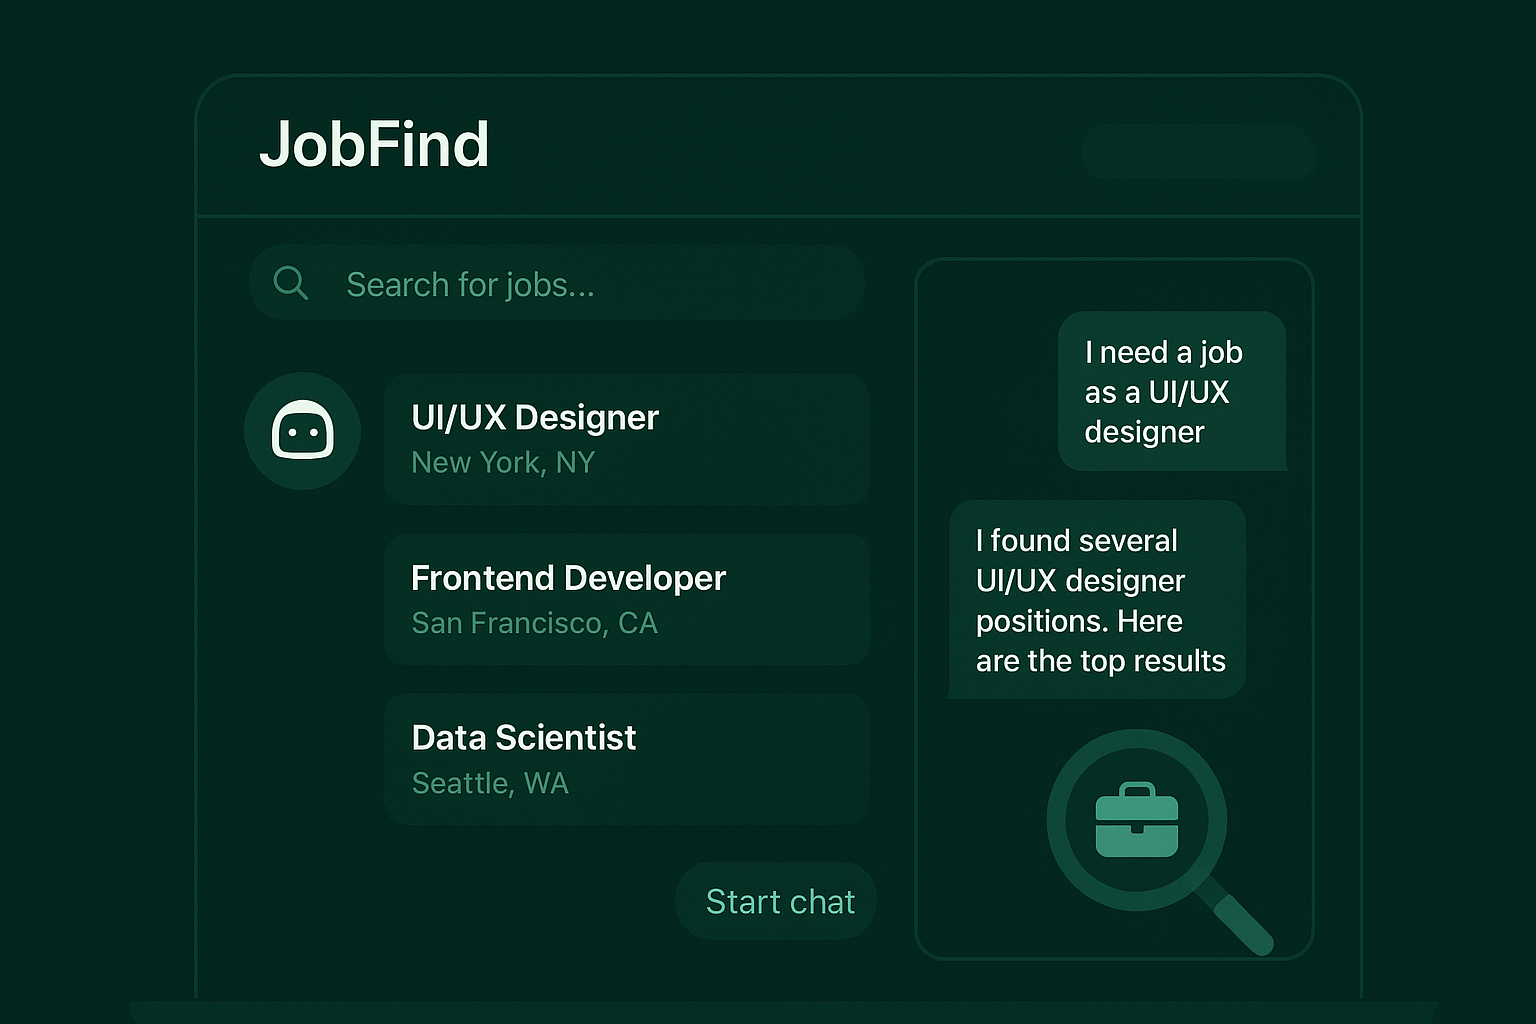 JobFind
Search for jobs...
UI/UX Designer
New York, NY
Frontend Developer
San Francisco, CA
Data Scientist
Seattle, WA
Start chat
I need a job
as a UI/UX
designer
I found several
UI/UX designer
positions. Here
are the top results